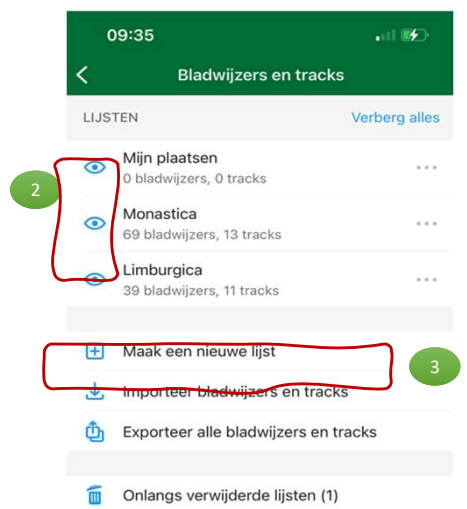 09:35
Bladwijzers en tracks
LIJSTEN Verberg alles
Mijn plaatsen
0 bladwijzers, 0 tracks
2
Monastica
69 bladwijzers, 13 tracks
Limburgica
39 bladwijzers, 11 tracks
Maak een nieuwe lijst
3
Importeer bladwijzers en tracks
Exporteer alle bladwijzers en tracks
Onlangs verwijderde lijsten (1)